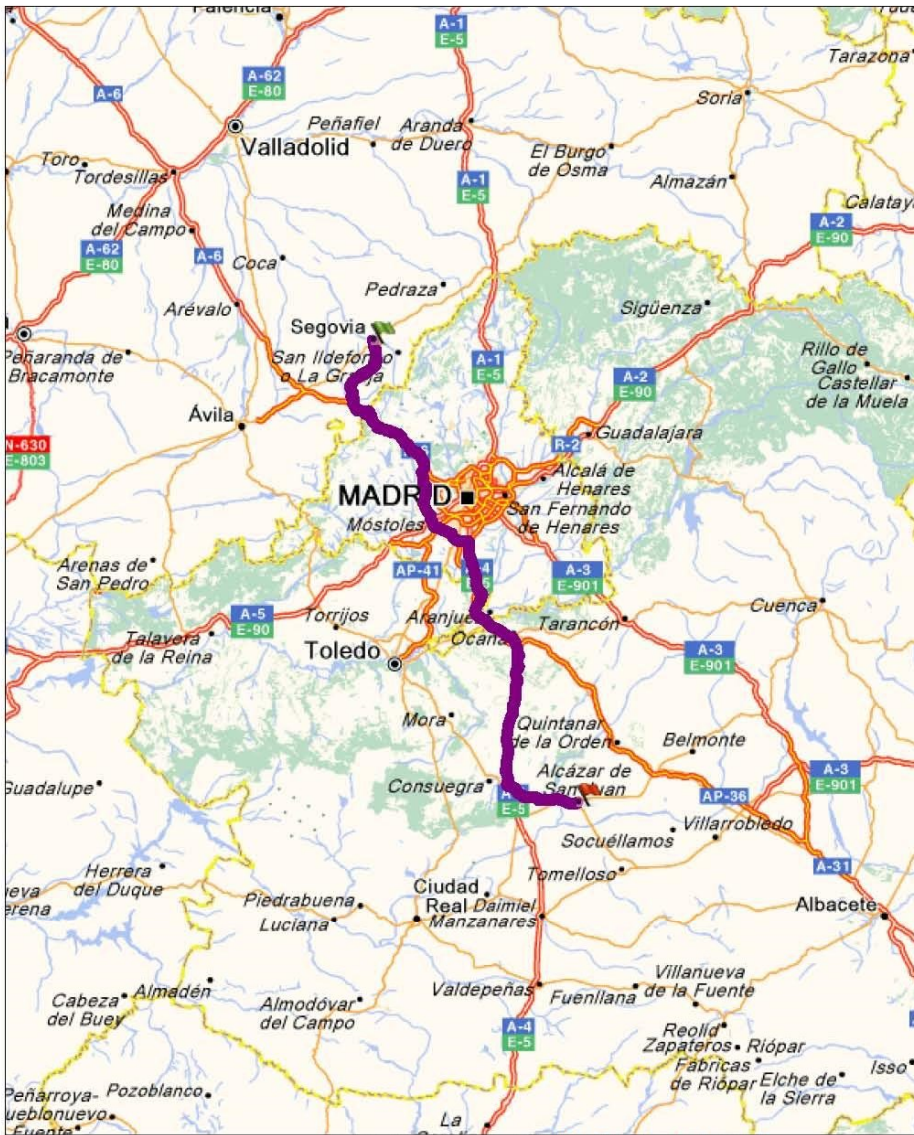 A-1
E-5
Tarazona
A-62
E-80
A-6
Soria
Valladolid
Peñafiel
Aranda
de Duero
El Burgo
de Osma
Toro
Tordesillas
A-1
E-5
Almazán
Medina
del Campo
A-62
E-80
A-6
Coca
A-2
E-90
Arévalo
Pedraza
Sigüenza
Segovia
San Ildefonso
o La Granja
Peñaranda de
Bracamonte
A-1
E-5
A-2
E-90
Rillo de
Gallo
Castellar
de la Muela
Ávila
N-630
E-803
R-2
Guadalajara
Alcalá de
Henares
MADRID
San Fernando
de Henares
Móstoles
Arenas de
San Pedro
AP-41
A-3
E-901
A-5
E-90
Torrijos
Aranjuez
Ocaña
Tarancón
Cuenca
Talavera
de la Reina
Toledo
A-3
E-901
Mora
Quintanar
de la Orden
Belmonte
Guadalupe
Consuegra
Alcázar de
San Juan
E-5
AP-36
A-3
E-901
Socuéllamos
Villarrobledo
Herrera
del Duque
Tomelloso
A-31
Piedrabuena
Luciana
Ciudad
Real
Daimiel
Manzanares
Albacete
Cabeza
del Buey
Almadén
Almodóvar
del Campo
Valdepeñas
Fuenllana
Villanueva
de la Fuente
A-4
E-5
Reolid
Zapateros
Riópar
Fabricas
de Riópar
Elche de
la Sierra
Isso
Pozoblanco
La